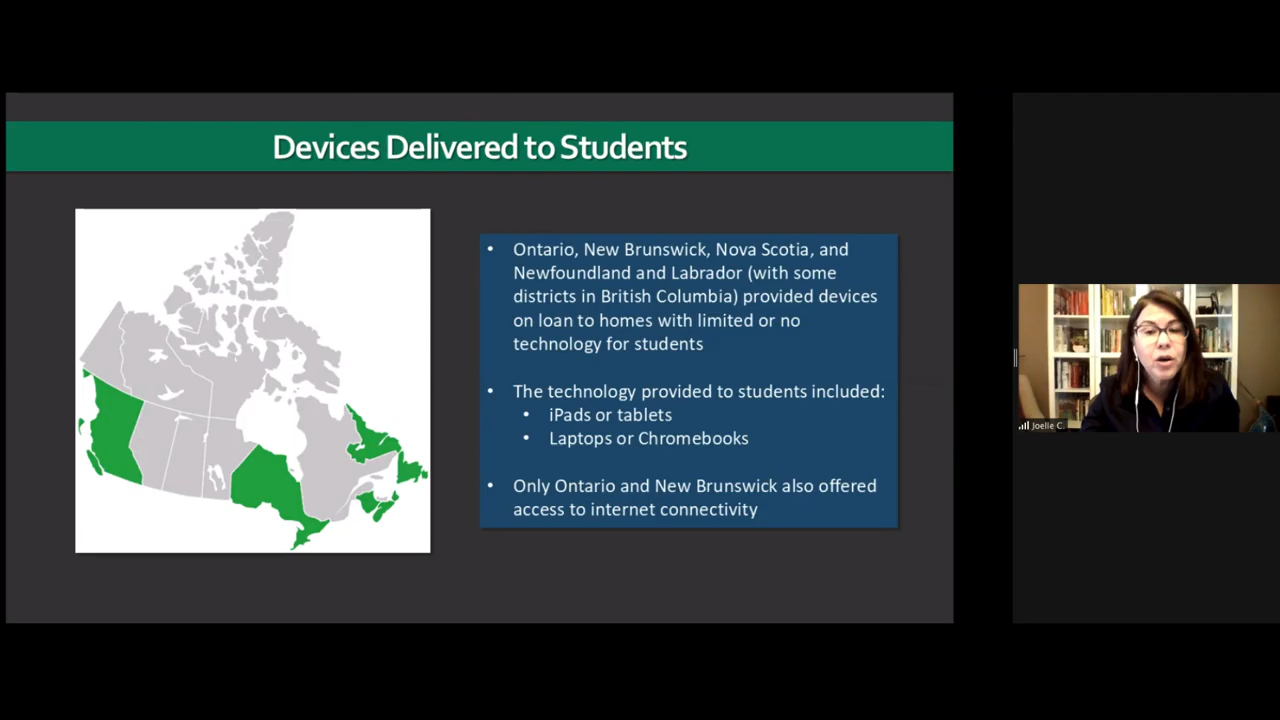 Devices Delivered to Students
• Ontario, New Brunswick, Nova Scotia, and
Newfoundland and Labrador (with some
districts in British Columbia) provided devices
on loan to homes with limited or no
technology for students
• The technology provided to students included:
• iPads or tablets
• Laptops or Chromebooks
• Only Ontario and New Brunswick also offered
access to internet connectivity
Joelle C.